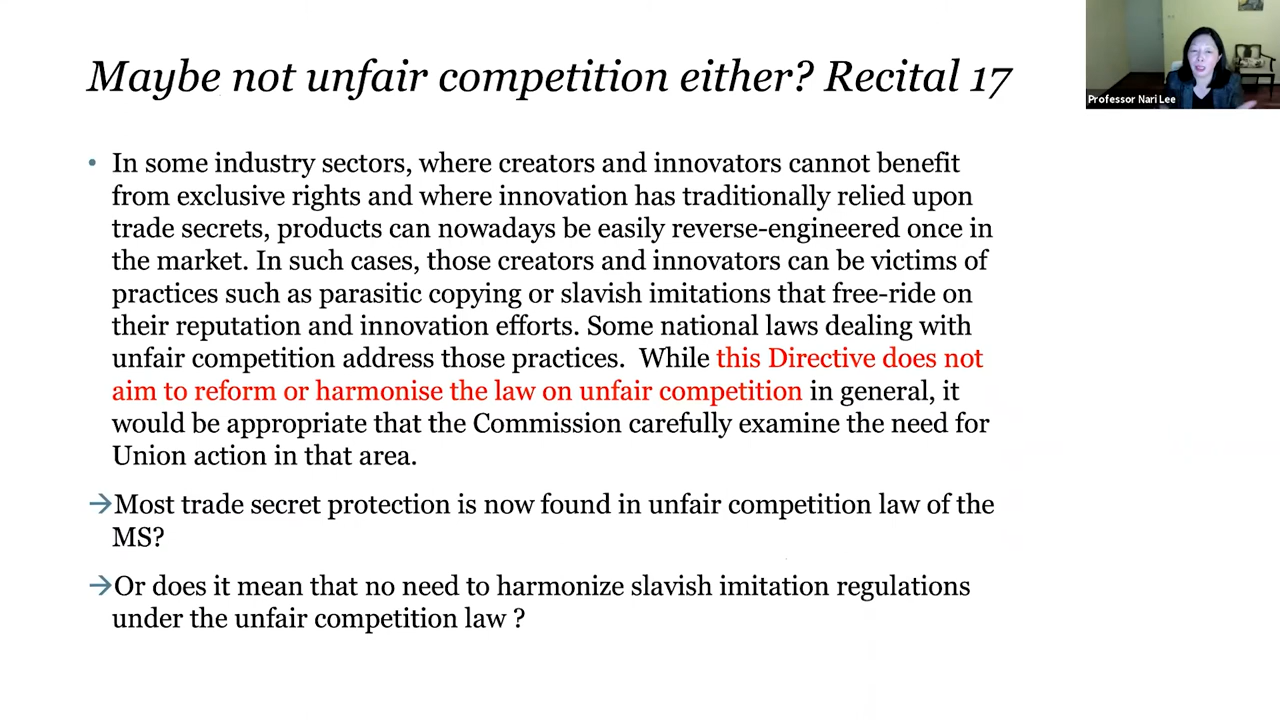 Maybe not unfair competition either? Recital 17
Professor Nari Lee
• In some industry sectors, where creators and innovators cannot benefit
from exclusive rights and where innovation has traditionally relied upon
trade secrets, products can nowadays be easily reverse-engineered once in
the market. In such cases, those creators and innovators can be victims of
practices such as parasitic copying or slavish imitations that free-ride on
their reputation and innovation efforts. Some national laws dealing with
unfair competition address those practices.  While this Directive does not
aim to reform or harmonise the law on unfair competition in general, it
would be appropriate that the Commission carefully examine the need for
Union action in that area.
→Most trade secret protection is now found in unfair competition law of the
MS?
→Or does it mean that no need to harmonize slavish imitation regulations
under the unfair competition law ?